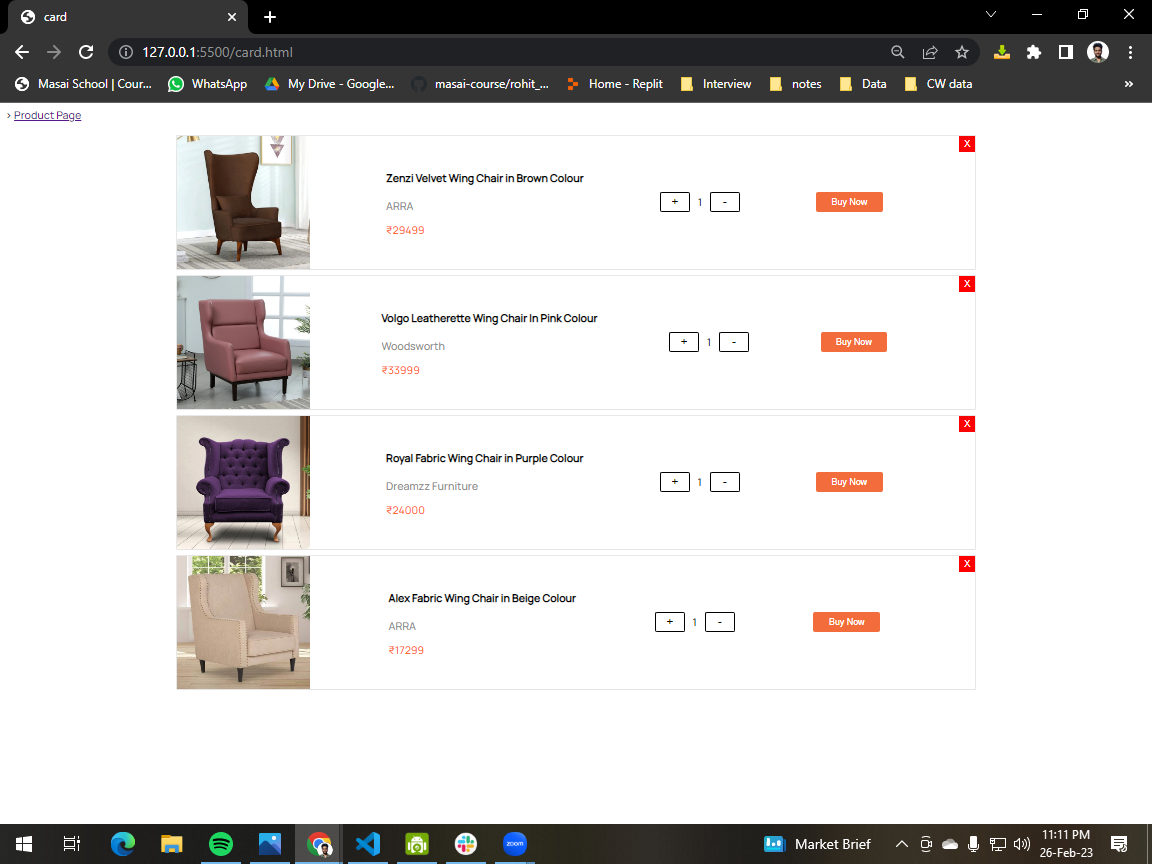 card
127.0.0.1:5500/card.html
Masai School | Cour...
WhatsApp
My Drive - Google...
masai-course/rohit_...
Home - Replit
Interview
notes
Data
CW data
»
› Product Page
X
Zenzi Velvet Wing Chair in Brown Colour
ARRA
₹29499
+ 1 -
Buy Now
X
Volgo Leatherette Wing Chair In Pink Colour
Woodsworth
₹33999
+ 1 -
Buy Now
X
Royal Fabric Wing Chair in Purple Colour
Dreamzz Furniture
₹24000
+ 1 -
Buy Now
X
Alex Fabric Wing Chair in Beige Colour
ARRA
₹17299
+ 1 -
Buy Now
zoom
Market Brief
11:11 PM
26-Feb-23